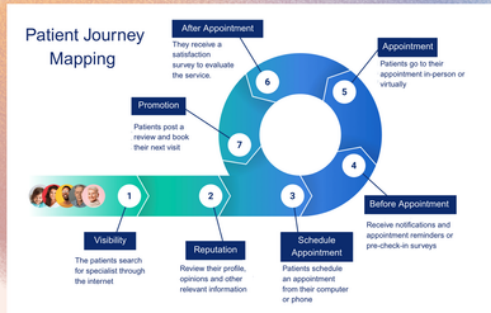 Patient Journey
Mapping
After Appointment
They receive a
satisfaction
survey to evaluate
the service.
6
Appointment
Patients go to their
appointment in-person or
virtually
5
Promotion
Patients post a
review and book
their next visit
7
4
Before Appointment
Receive notifications and
appointment reminders or
pre-check-in surveys
1
Visibility
The patients search
for specialist through
the internet
2
Reputation
Review their profile,
opinions and other
relevant information
3
Schedule
Appointment
Patients schedule
an appointment
from their computer
or phone